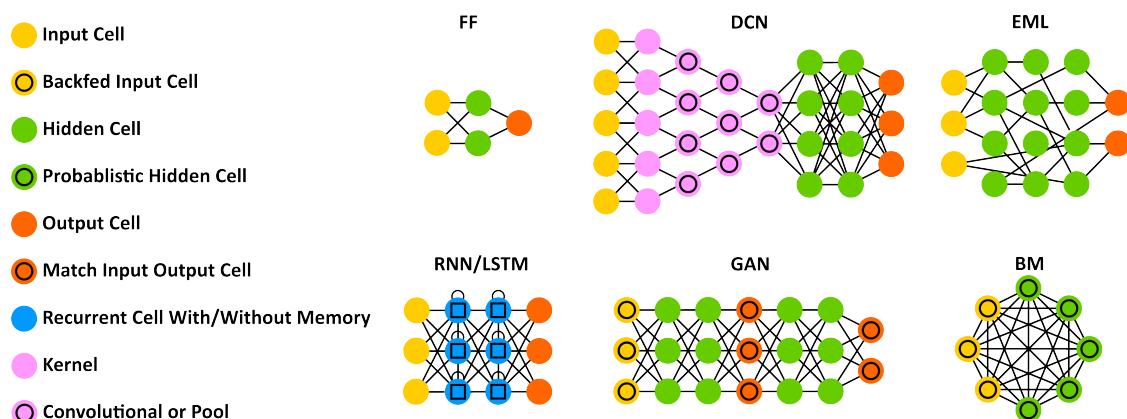 Input Cell
Backfed Input Cell
Hidden Cell
Probablistic Hidden Cell
Output Cell
Match Input Output Cell
Recurrent Cell With/Without Memory
Kernel
Convolutional or Pool
FF
DCN
EML
RNN/LSTM
GAN
BM